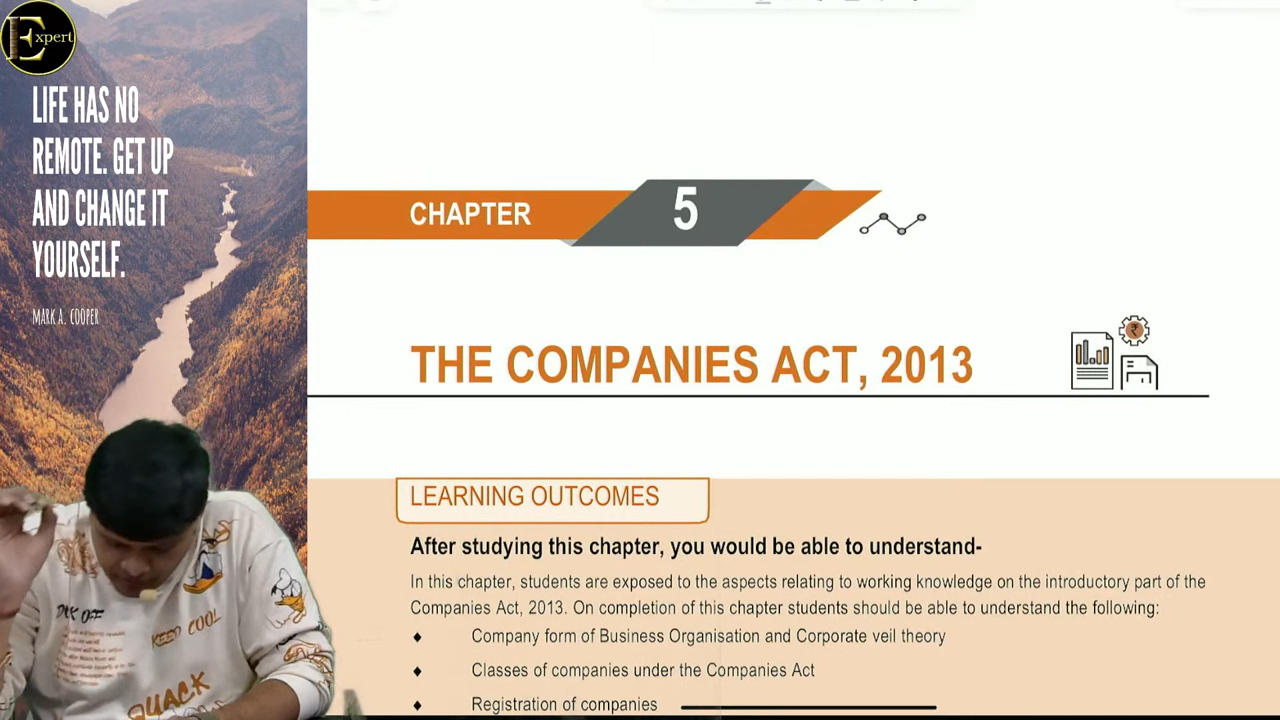 Expert
LIFE HAS NO
REMOTE. GET UP
AND CHANGE IT
YOURSELF.
MARK A. COOPER
CHAPTER 5
THE COMPANIES ACT, 2013
₹
LEARNING OUTCOMES
After studying this chapter, you would be able to understand-
In this chapter, students are exposed to the aspects relating to working knowledge on the introductory part of the
Companies Act, 2013. On completion of this chapter students should be able to understand the following:
♦ Company form of Business Organisation and Corporate veil theory
♦ Classes of companies under the Companies Act
♦ Registration of companies
OFF
KEEP COOL
QUACK